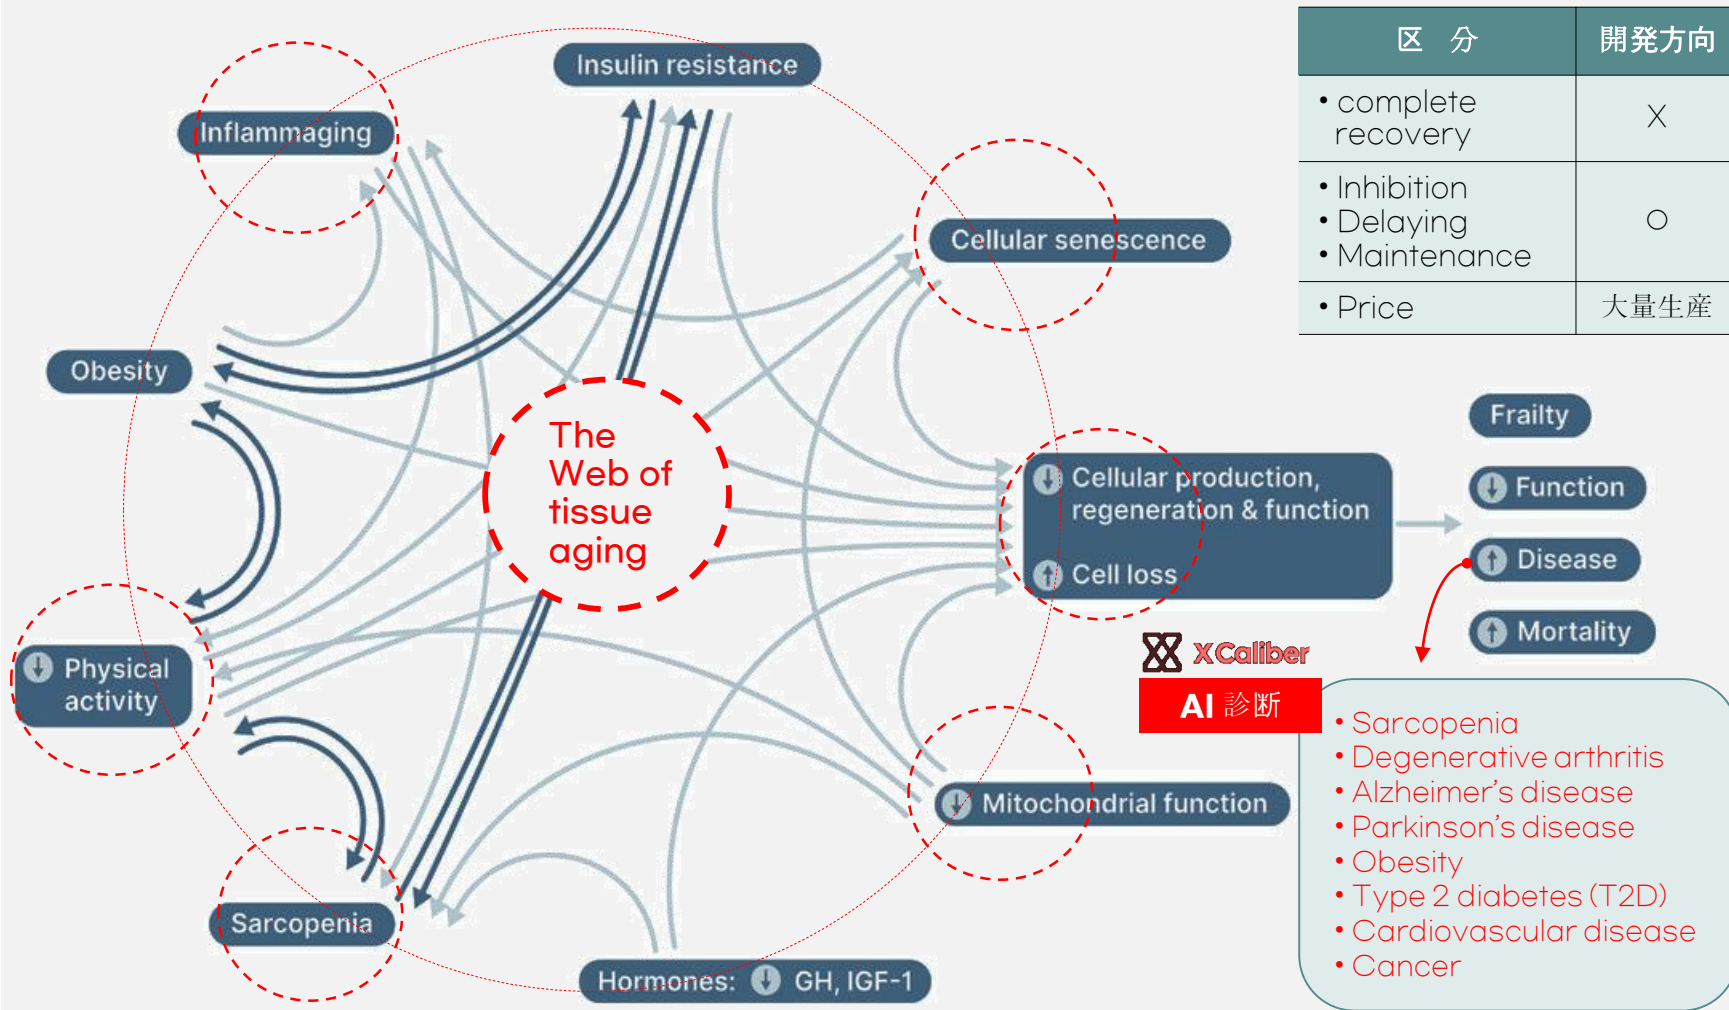 区 分
開発方向
• complete
recovery
X
• Inhibition
• Delaying
• Maintenance
O
• Price
大量生産
Insulin resistance
Inflammaging
Cellular senescence
Obesity
The
Web of
tissue
aging
Cellular production,
regeneration & function
Cell loss
Frailty
Function
Disease
Mortality
Physical
activity
XCaliber
AI 診断
• Sarcopenia
• Degenerative arthritis
• Alzheimer's disease
• Parkinson's disease
• Obesity
• Type 2 diabetes (T2D)
• Cardiovascular disease
• Cancer
Mitochondrial function
Sarcopenia
Hormones: ↓ GH, IGF-1